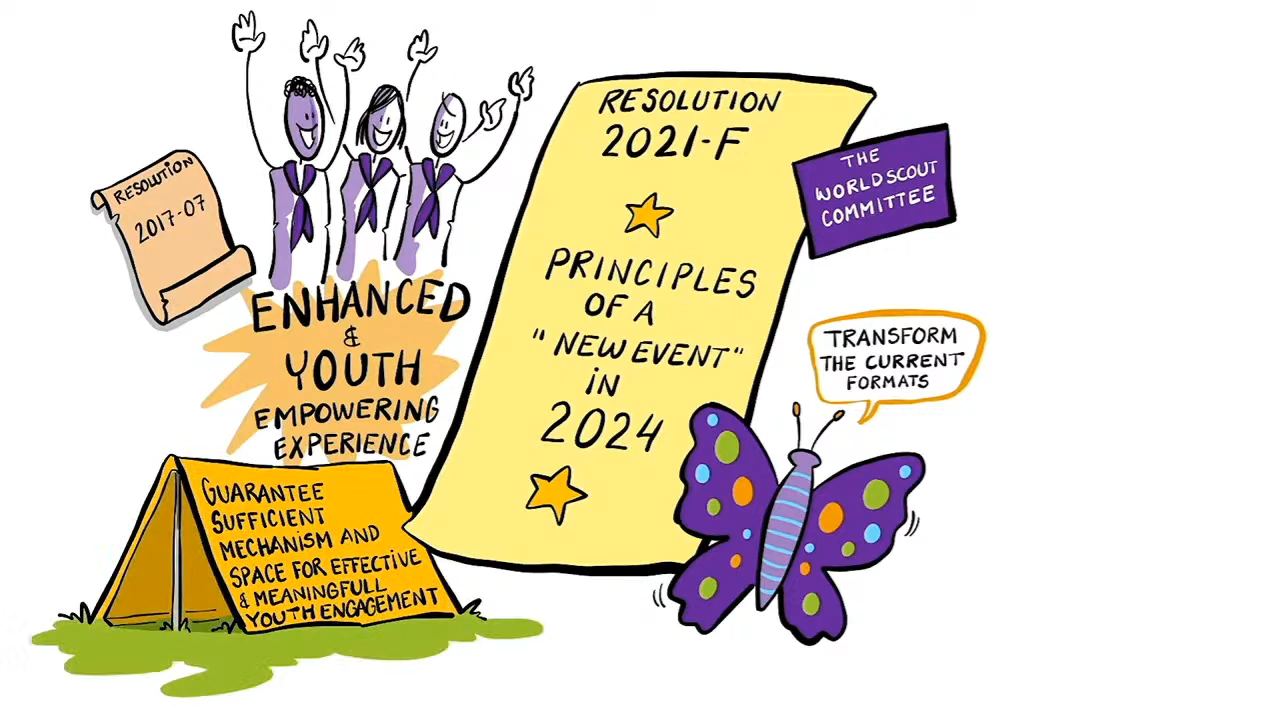 RESOLUTION
2017-07
ENHANCED
&
YOUTH
EMPOWERING
EXPERIENCE
GUARANTEE
SUFFICIENT
MECHANISM AND
SPACE FOR EFFECTIVE
& MEANINGFULL
YOUTH ENGAGEMENT
RESOLUTION
2021-F
PRINCIPLES
OF A
"NEW EVENT"
IN
2024
THE
WORLD SCOUT
COMMITTEE
TRANSFORM
THE CURRENT
FORMATS